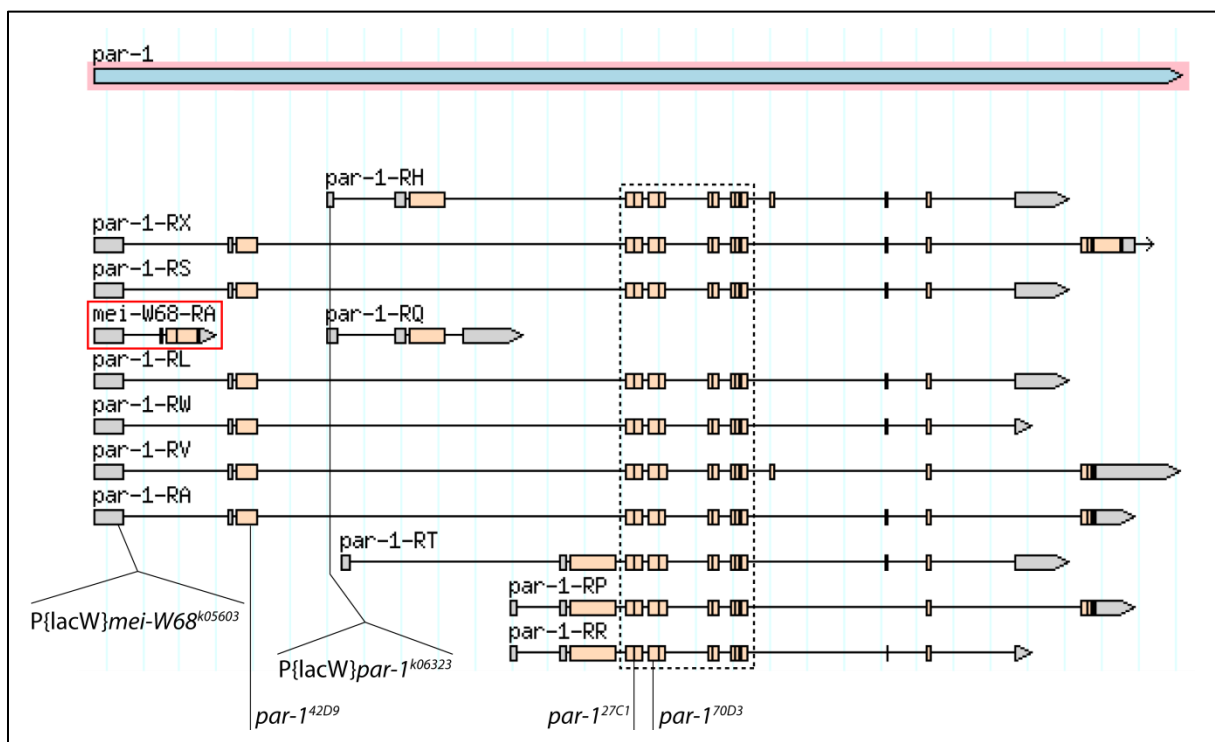 par-1
par-1-RH
par-1-RX
par-1-RS
mei-W68-RA
par-1-RQ
par-1-RL
par-1-RW
par-1-RV
par-1-RA
par-1-RT
par-1-RP
par-1-RR
P{lacW}mei-W68k05603
P{lacW}par-1k06323
par-142D9
par-127C1
par-170D3